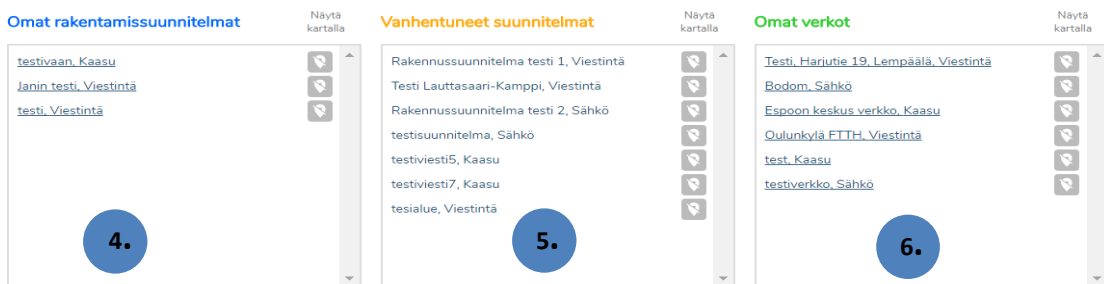 Omat rakentamissuunnitelmat
Näytä
kartalla
testivaan, Kaasu
Janin testi, Viestintä
testi, Viestintä
4.
Vanhentuneet suunnitelmat
Näytä
kartalla
Rakennussuunnitelma testi 1, Viestintä
Testi Lauttasaari-Kamppi, Viestintä
Rakennussuunnitelma testi 2, Sähkö
testisuunnitelma, Sähkö
testiviesti5, Kaasu
testiviesti7, Kaasu
tesialue, Viestintä
5.
Omat verkot
Näytä
kartalla
Testi, Harjutie 19, Lempäälä, Viestintä
Bodom, Sähkö
Espoon keskus verkko, Kaasu
Oulunkylä FTTH, Viestintä
test, Kaasu
testiverkko, Sähkö
6.